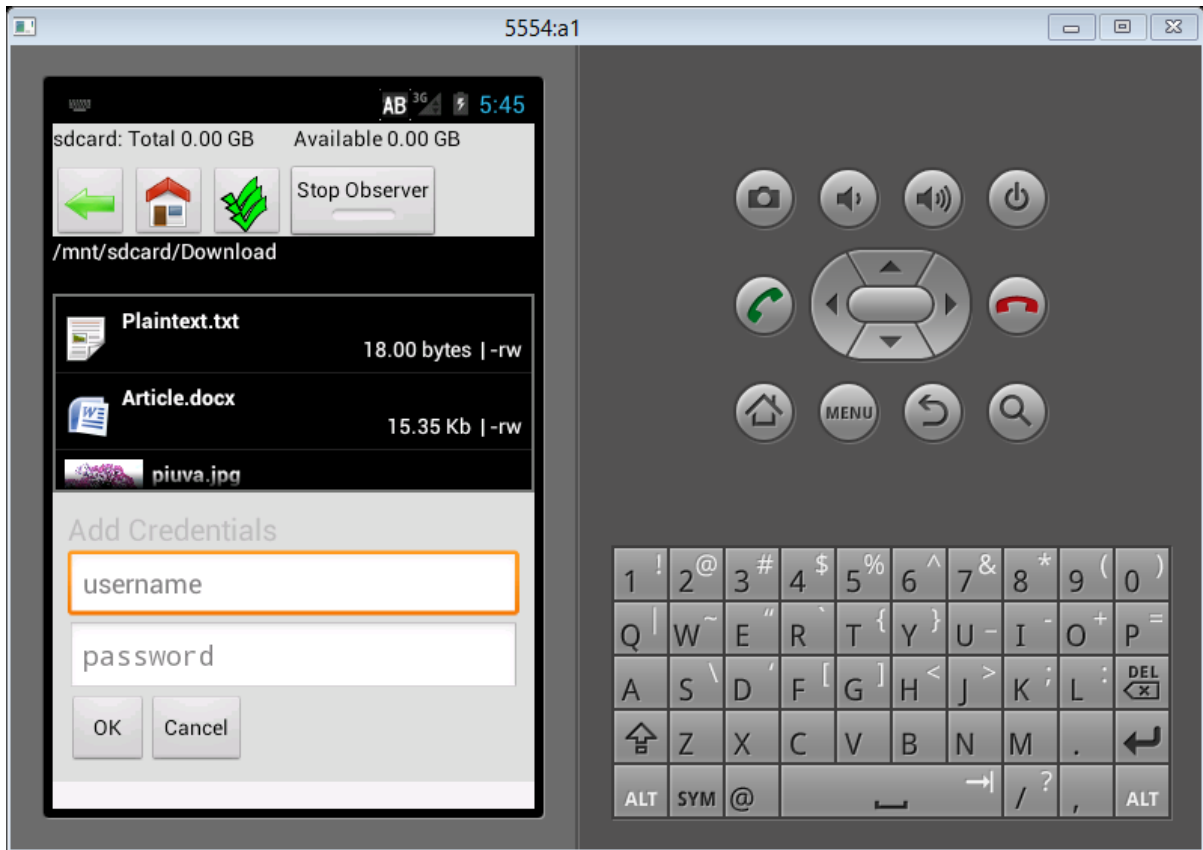 5554:a1
AB 3G 5:45
sdcard: Total 0.00 GB Available 0.00 GB
Stop Observer
/mnt/sdcard/Download
Plaintext.txt
18.00 bytes |-rw
Article.docx
15.35 Kb |-rw
piuva.jpg
Add Credentials
username
password
OK Cancel
MENU
1 ! 2 @ 3 # 4 $ 5 % 6 ^ 7 & 8 * 9 ( 0 )
Q | W ~ E " R ` T { Y } U _ I - O + P =
A S \ D ' F [ G ] H < J > K ; L : DEL
Z X C V B N M .
ALT SYM @ / ? , ALT